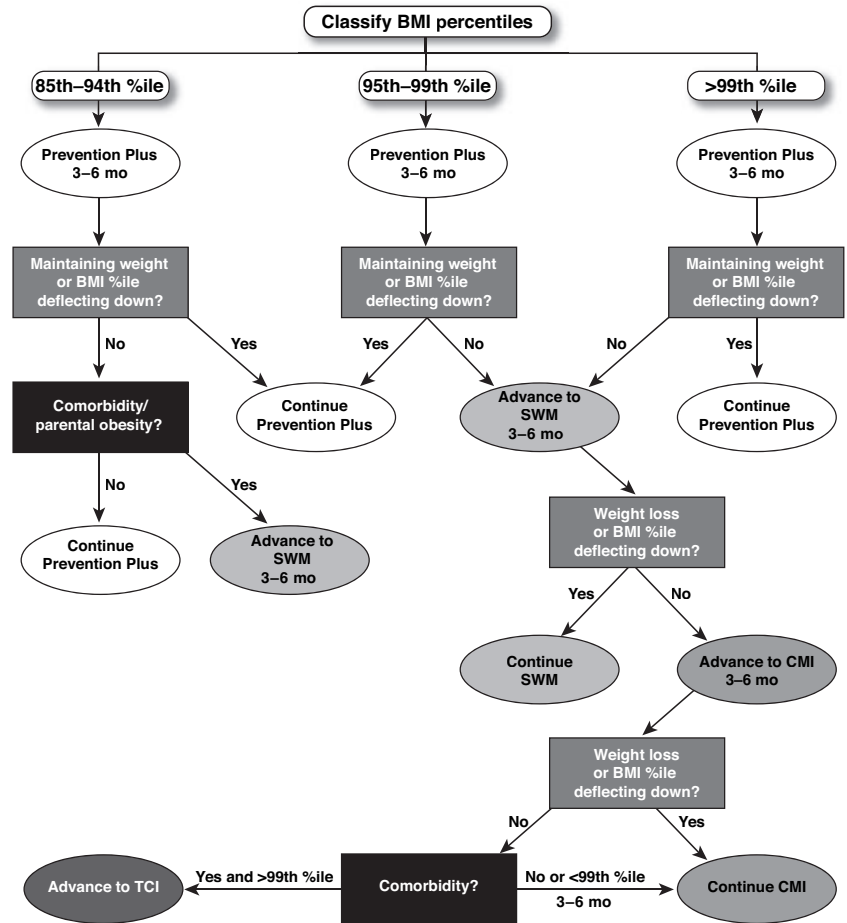 Classify BMI percentiles
85th–94th %ile
95th–99th %ile
>99th %ile
Prevention Plus
3–6 mo
Prevention Plus
3–6 mo
Prevention Plus
3–6 mo
Maintaining weight
or BMI %ile
deflecting down?
Maintaining weight
or BMI %ile
deflecting down?
Maintaining weight
or BMI %ile
deflecting down?
No
Yes
Yes
No
No
Yes
Comorbidity/
parental obesity?
Continue
Prevention Plus
Advance to
SWM
3–6 mo
Continue
Prevention Plus
No
Yes
Continue
Prevention Plus
Advance to
SWM
3–6 mo
Weight loss
or BMI %ile
deflecting down?
Yes
No
Continue
SWM
Advance to CMI
3–6 mo
Weight loss
or BMI %ile
deflecting down?
No
Yes
Advance to TCI
Yes and >99th %ile
Comorbidity?
No or <99th %ile
3–6 mo
Continue CMI